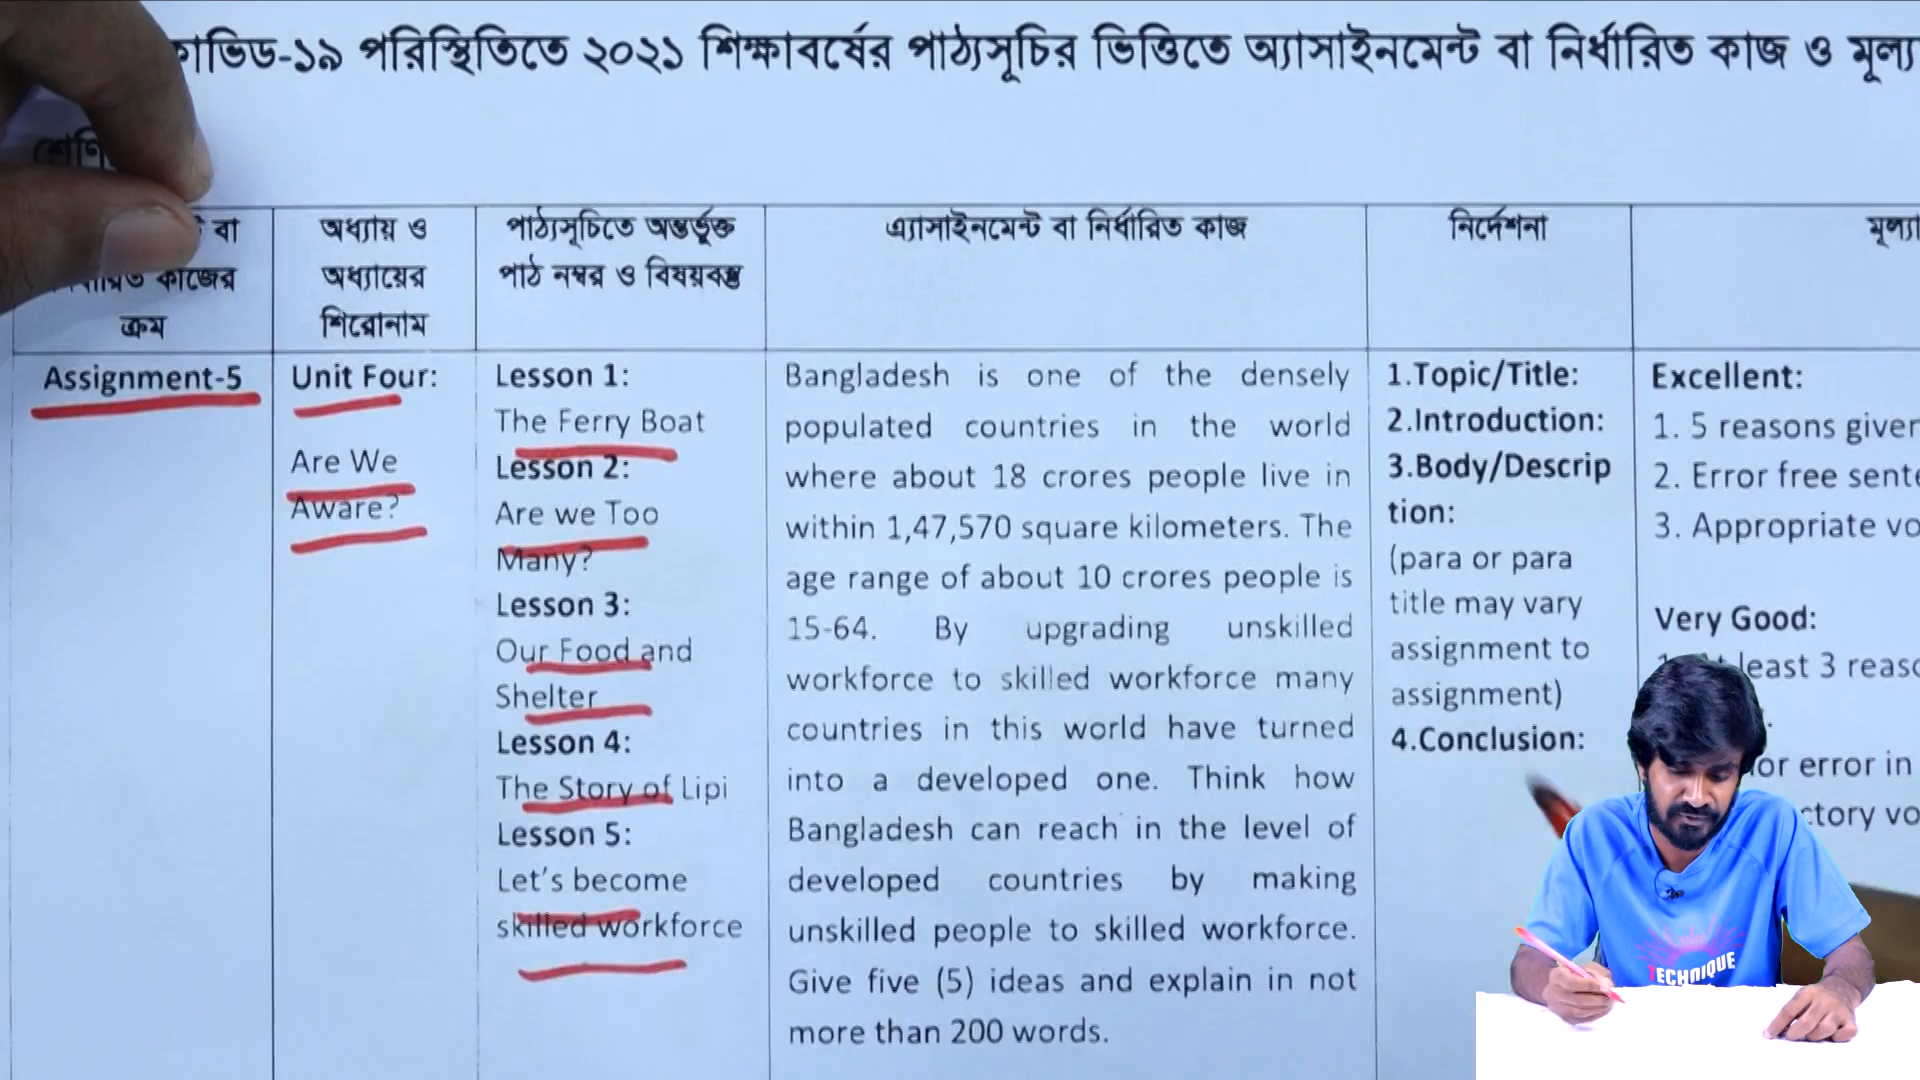 কোভিড-১৯ পরিস্থিতিতে ২০২১ শিক্ষাবর্ষের পাঠ্যসূচির ভিত্তিতে অ্যাসাইনমেন্ট বা নির্ধারিত কাজ ও মূল্য
শ্রেণি
বা
কাজের
ক্রম
অধ্যায় ও
অধ্যায়ের
শিরোনাম
পাঠ্যসূচিতে অন্তর্ভুক্ত
পাঠ নম্বর ও বিষয়বস্তু
এ্যাসাইনমেন্ট বা নির্ধারিত কাজ
নির্দেশনা
মূল্যা
Assignment-5
Unit Four:
Are We
Aware?
Lesson 1:
The Ferry Boat
Lesson 2:
Are we Too
Many?
Lesson 3:
Our Food and
Shelter
Lesson 4:
The Story of Lipi
Lesson 5:
Let's become
skilled workforce
Bangladesh is one of the densely
populated countries in the world
where about 18 crores people live in
within 1,47,570 square kilometers. The
age range of about 10 crores people is
15-64. By upgrading unskilled
workforce to skilled workforce many
countries in this world have turned
into a developed one. Think how
Bangladesh can reach in the level of
developed countries by making
unskilled people to skilled workforce.
Give five (5) ideas and explain in not
more than 200 words.
1.Topic/Title:
2.Introduction:
3.Body/Descrip
tion:
(para or para
title may vary
assignment to
assignment)
4.Conclusion:
Excellent:
1. 5 reasons given
2. Error free sente
3. Appropriate vo
Very Good:
least 3 reaso
or error in
ctory vo
TECHNIQUE